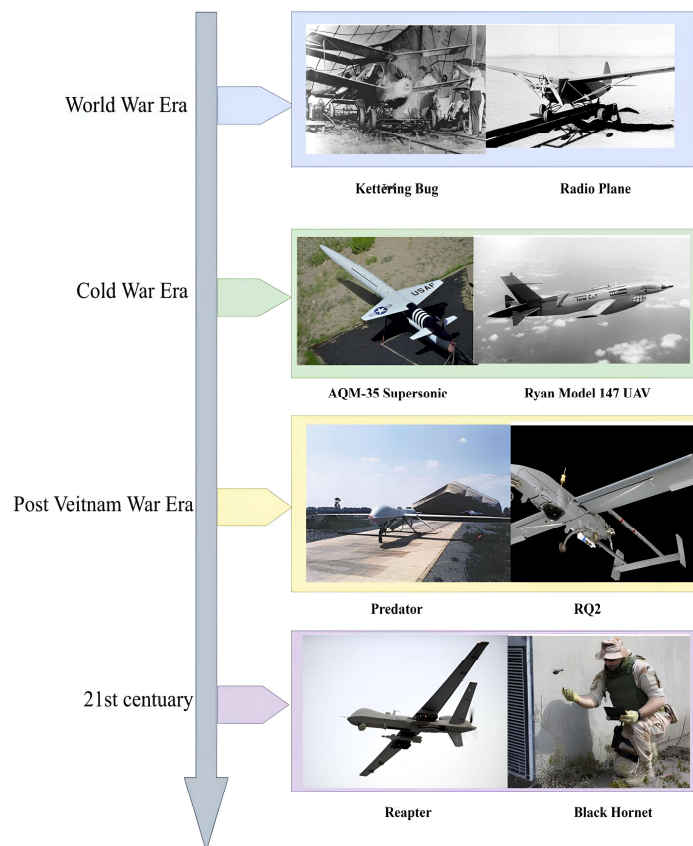 World War Era
Kettering Bug
Radio Plane
Cold War Era
USAF
AQM-35 Supersonic
Ryan Model 147 UAV
Post Veitnam War Era
Predator
RQ2
21st centuary
Reapter
Black Hornet